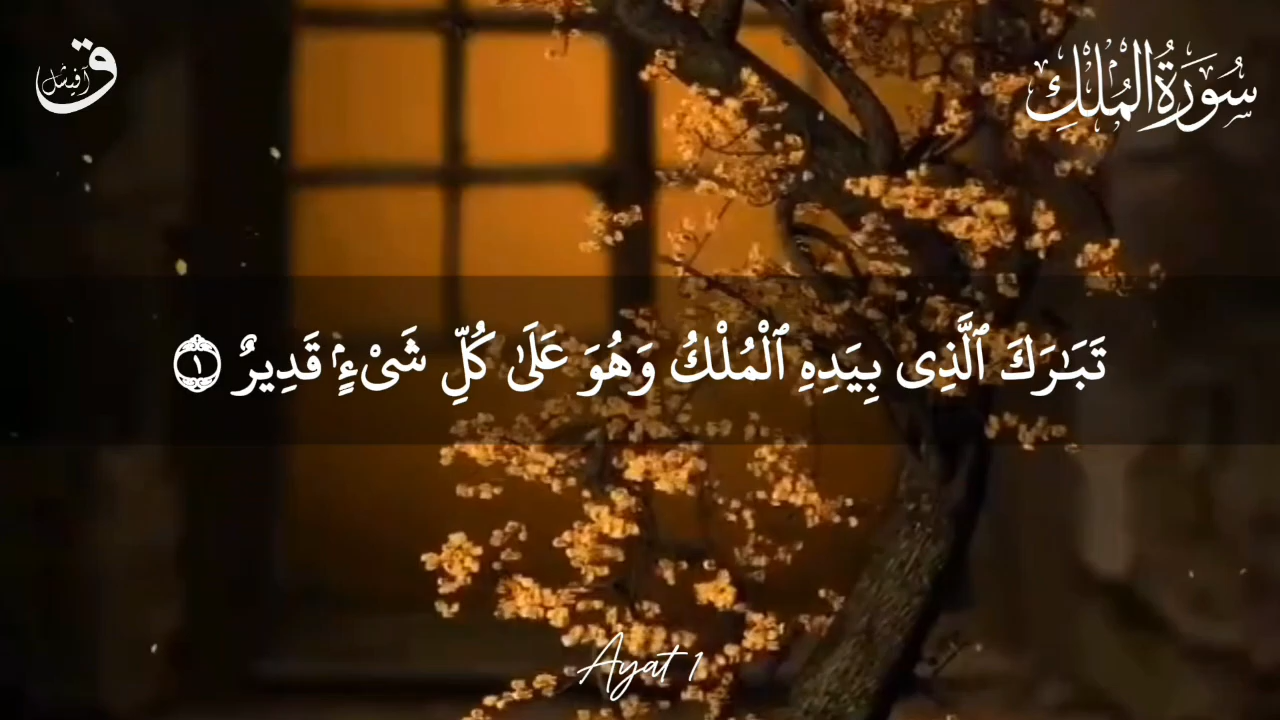 سُورَةُ الْمُلْكِ
تَبَـٰرَكَ ٱلَّذِى بِيَدِهِ ٱلْمُلْكُ وَهُوَ عَلَىٰ كُلِّ شَىْءٍۢ قَدِيرٌ ١
Ayat 1